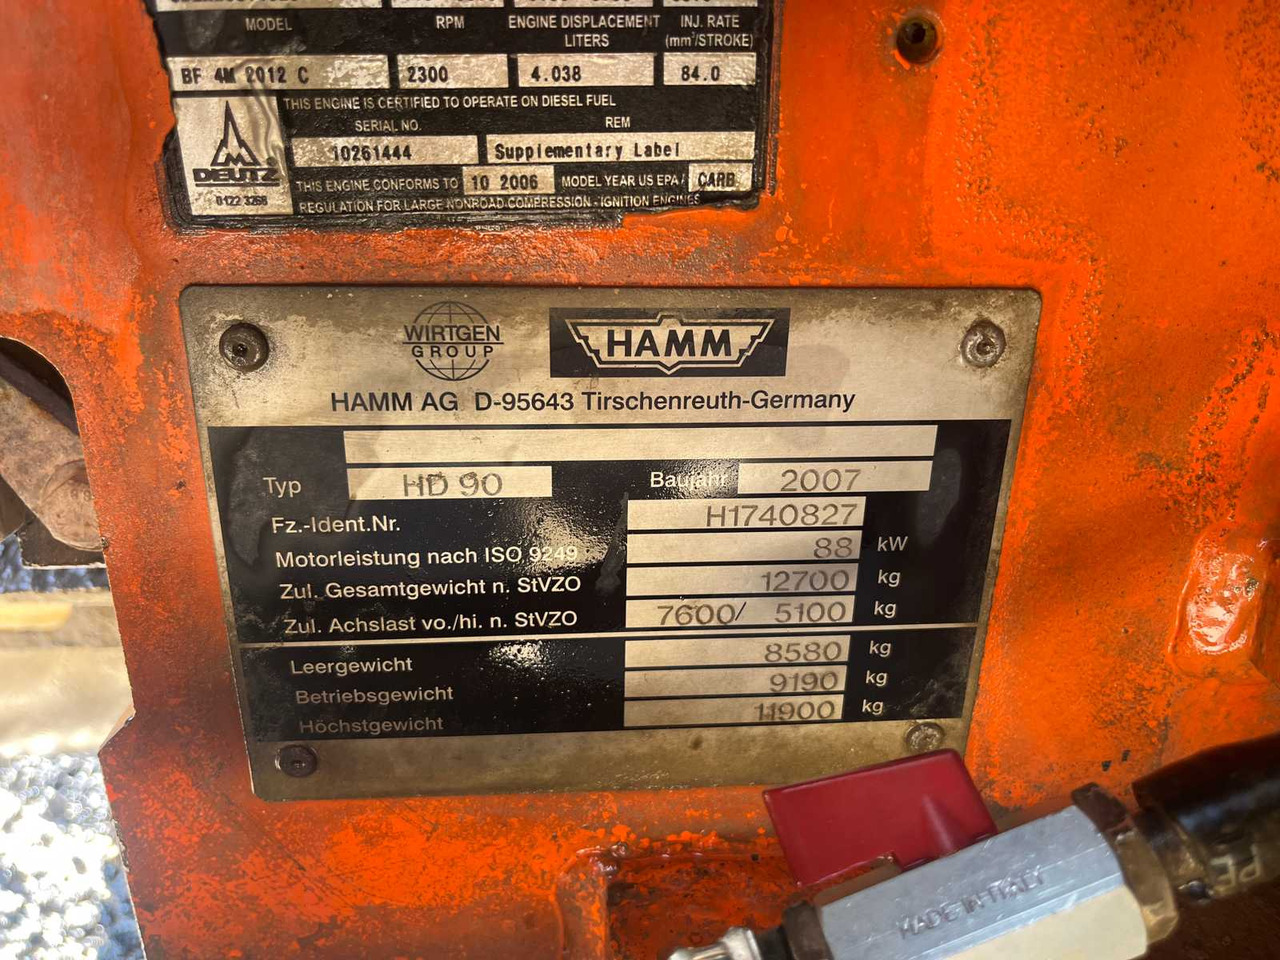 MODEL RPM ENGINE DISPLACEMENT LITERS INJ. RATE (mm³/STROKE)
BF 4M 2012 C 2300 4.038 84.0
THIS ENGINE IS CERTIFIED TO OPERATE ON DIESEL FUEL
SERIAL NO. REM
10261444 Supplementary Label
DEUTZ
THIS ENGINE CONFORMS TO 10 2006 MODEL YEAR US EPA / CARB
0122 3268
REGULATION FOR LARGE NONROAD COMPRESSION - IGNITION ENGINES
WIRTGEN GROUP
HAMM
HAMM AG D-95643 Tirschenreuth-Germany
Typ HD 90 Baujahr 2007
Fz.-Ident.Nr. H1740827
Motorleistung nach ISO 9249 88 kW
Zul. Gesamtgewicht n. StVZO 12700 kg
Zul. Achslast vo./hi. n. StVZO 7600/ 5100 kg
Leergewicht 8580 kg
Betriebsgewicht 9190 kg
Höchstgewicht 11900 kg
MADE IN ITALY
PE